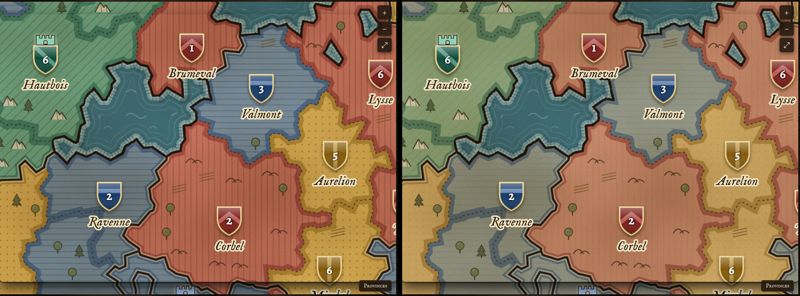 6
Hautbois
1
Brumeval
3
Valmont
6
Lysse
5
Aurelion
2
Ravenne
2
Corbel
6
Provinces
6
Hautbois
1
Brumeval
3
Valmont
6
Lysse
5
Aurelion
2
Ravenne
2
Corbel
6
Provinces